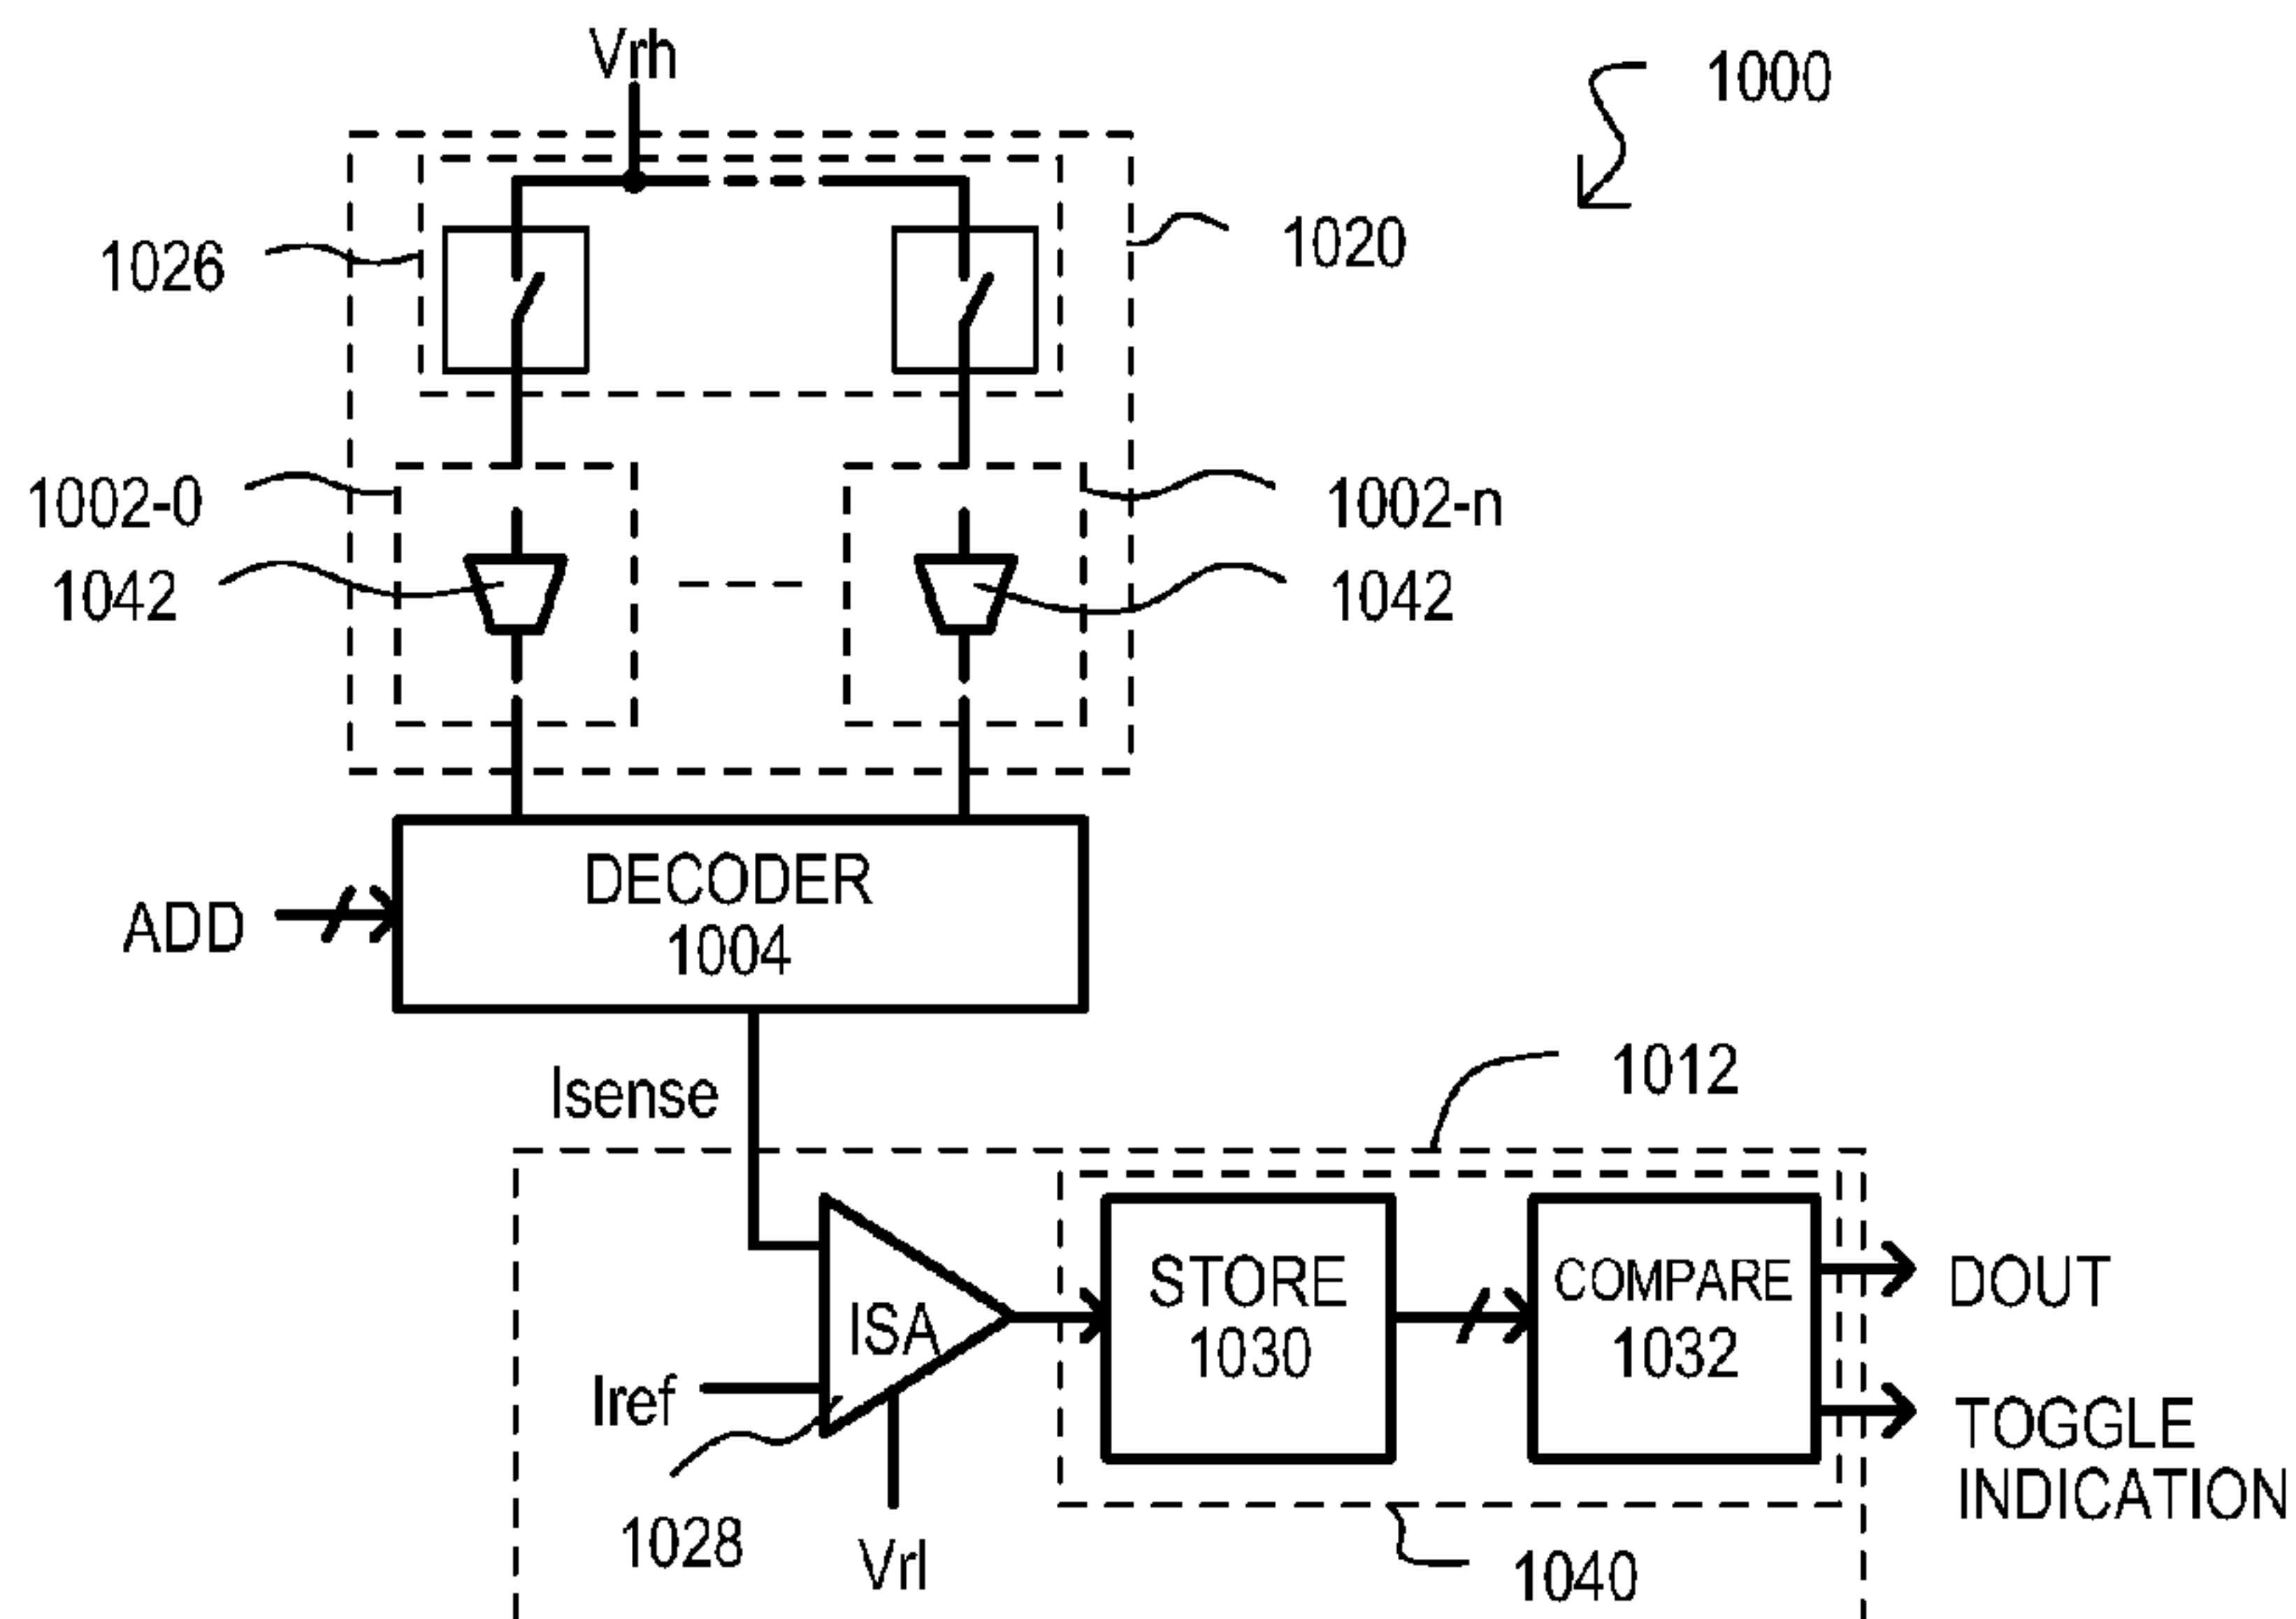 Vrh
1000
1026
1020
1002-0
1002-n
1042
1042
DECODER
1004
ADD
Isense
1012
STORE
1030
COMPARE
1032
DOUT
ISA
Iref
TOGGLE
INDICATION
1028
Vrl
1040